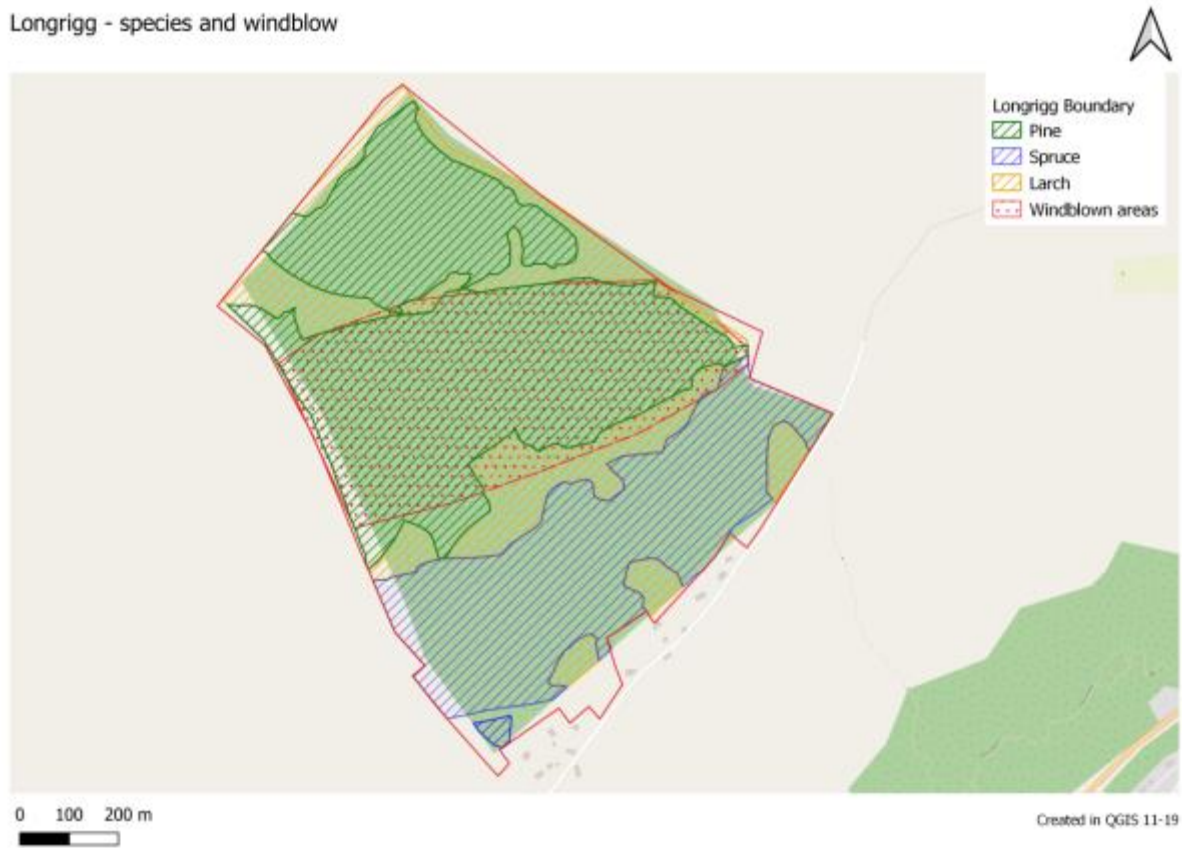 Longrigg - species and windblow
Longrigg Boundary
Pine
Spruce
Larch
Windblown areas
0 100 200 m
Created in QGIS 11-19